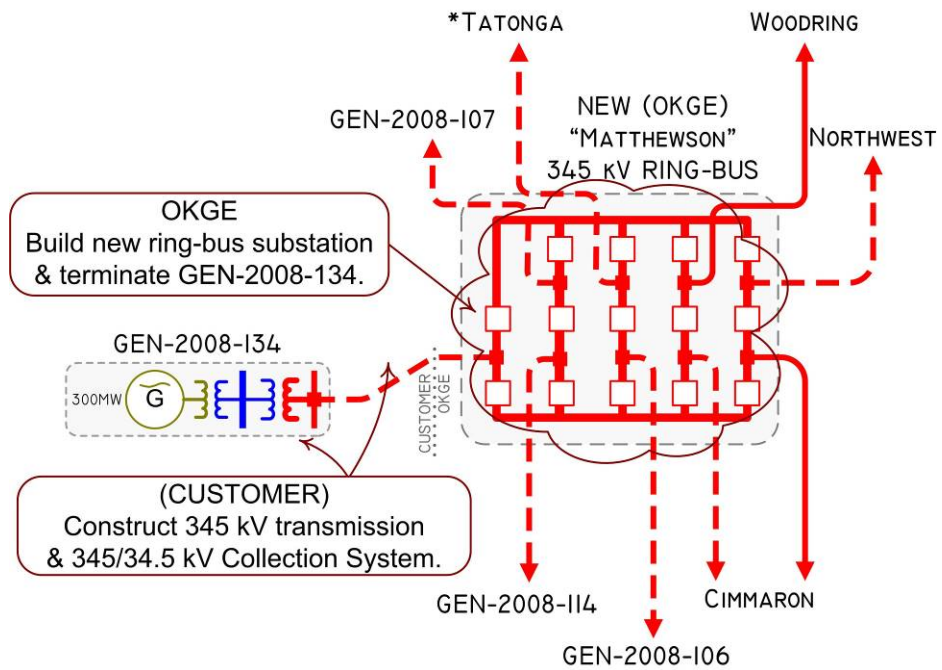 *TATONGA
WOODRING
GEN-2008-107
NEW (OKGE)
"MATTHEWSON"
345 KV RING-BUS
NORTHWEST
OKGE
Build new ring-bus substation
& terminate GEN-2008-134.
GEN-2008-134
300MW
G
CUSTOMER
OKGE
(CUSTOMER)
Construct 345 kV transmission
& 345/34.5 kV Collection System.
GEN-2008-114
CIMMARON
GEN-2008-106